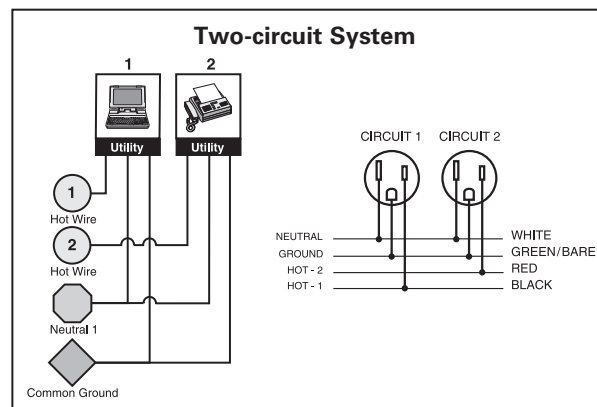 Two-circuit System
1
2
Utility
Utility
1
Hot Wire
2
Hot Wire
Neutral 1
Common Ground
CIRCUIT 1
CIRCUIT 2
NEUTRAL
WHITE
GROUND
GREEN/BARE
HOT - 2
RED
HOT - 1
BLACK